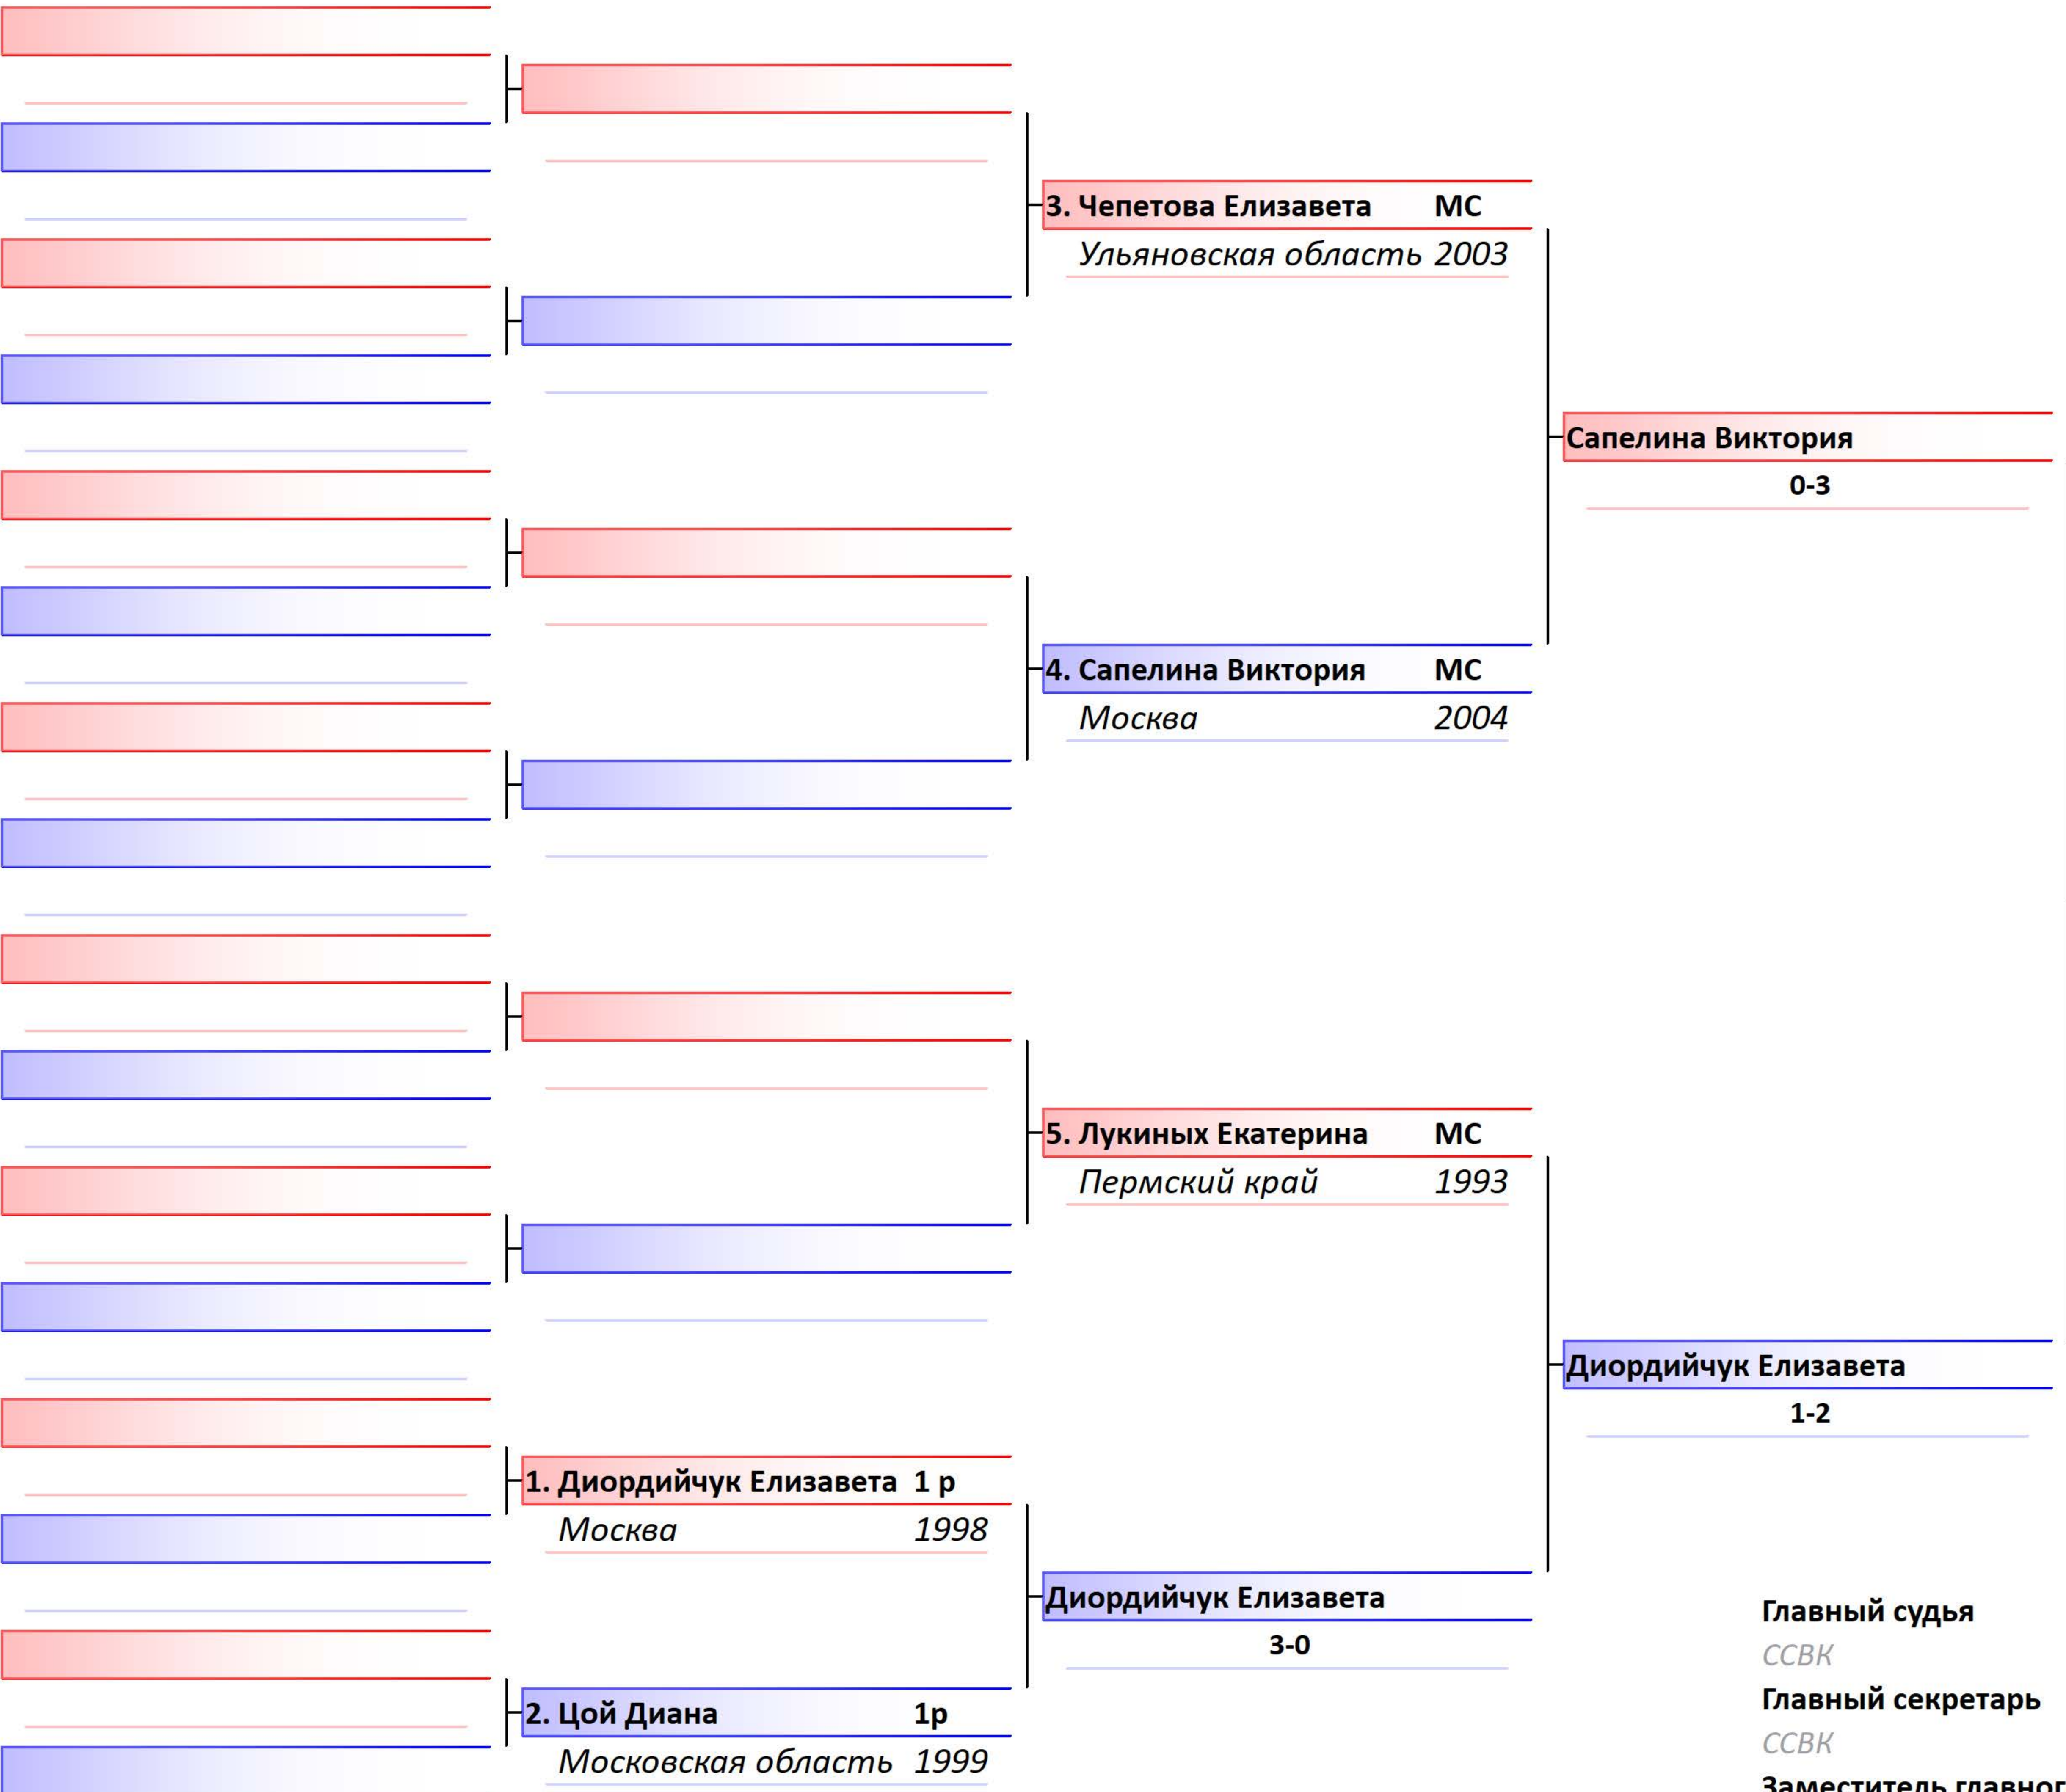 3. Чепетова Елизавета МС
Ульяновская область 2003
Сапелина Виктория
0-3
4. Сапелина Виктория МС
Москва 2004
5. Лукиных Екатерина МС
Пермский край 1993
Диордийчук Елизавета
1-2
1. Диордийчук Елизавета 1 р
Москва 1998
Диордийчук Елизавета
3-0
2. Цой Диана 1р
Московская область 1999
Главный судья
ССВК
Главный секретарь
ССВК
Заместитель главног